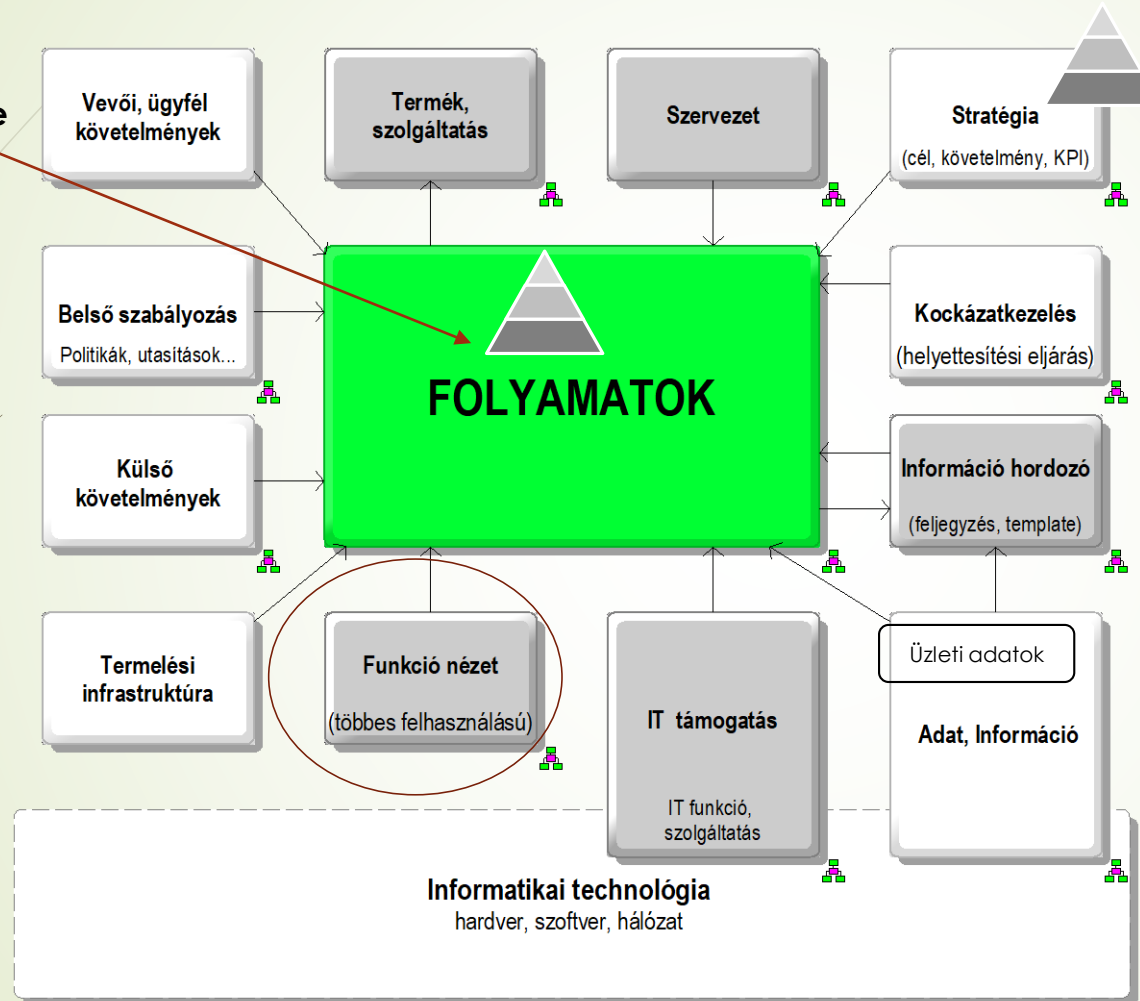 e
Vevői, ügyfél
követelmények
Termék,
szolgáltatás
Szervezet
Stratégia
(cél, követelmény, KPI)
Belső szabályozás
Politikák, utasítások...
FOLYAMATOK
Kockázatkezelés
(helyettesítési eljárás)
Külső
követelmények
Információ hordozó
(feljegyzés, template)
Termelési
infrastruktúra
Funkció nézet
(többes felhasználású)
IT támogatás
IT funkció,
szolgáltatás
Üzleti adatok
Adat, Információ
Informatikai technológia
hardver, szoftver, hálózat